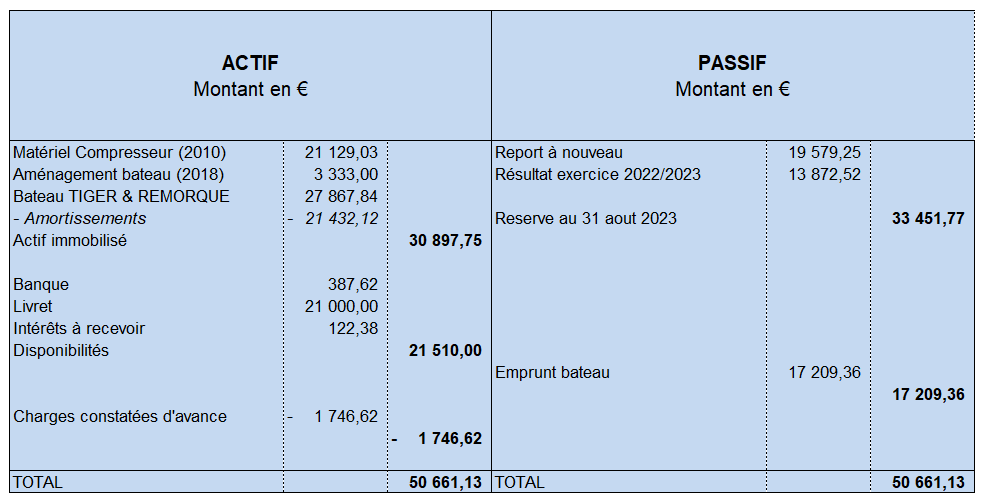 ACTIF
Montant en €
Matériel Compresseur (2010) 21 129,03
Aménagement bateau (2018) 3 333,00
Bateau TIGER & REMORQUE 27 867,84
- Amortissements - 21 432,12
Actif immobilisé 30 897,75
Banque 387,62
Livret 21 000,00
Intérêts à recevoir 122,38
Disponibilités 21 510,00
Charges constatées d'avance - 1 746,62
- 1 746,62
TOTAL 50 661,13
PASSIF
Montant en €
Report à nouveau 19 579,25
Résultat exercice 2022/2023 13 872,52
Reserve au 31 aout 2023 33 451,77
Emprunt bateau 17 209,36
17 209,36
TOTAL 50 661,13